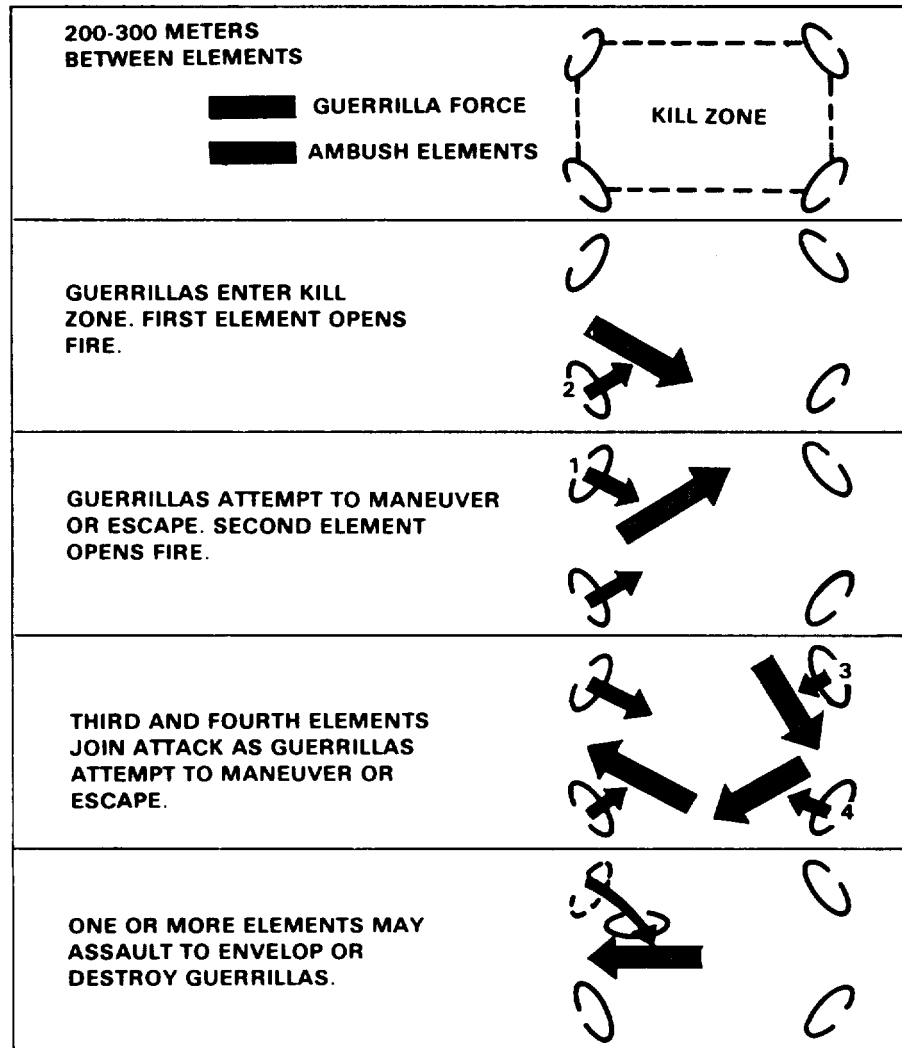 200-300 METERS
BETWEEN ELEMENTS
GUERRILLA FORCE
AMBUSH ELEMENTS
KILL ZONE
GUERRILLAS ENTER KILL
ZONE. FIRST ELEMENT OPENS
FIRE.
2
1
GUERRILLAS ATTEMPT TO MANEUVER
OR ESCAPE. SECOND ELEMENT
OPENS FIRE.
3
THIRD AND FOURTH ELEMENTS
JOIN ATTACK AS GUERRILLAS
ATTEMPT TO MANEUVER OR
ESCAPE.
4
ONE OR MORE ELEMENTS MAY
ASSAULT TO ENVELOP OR
DESTROY GUERRILLAS.